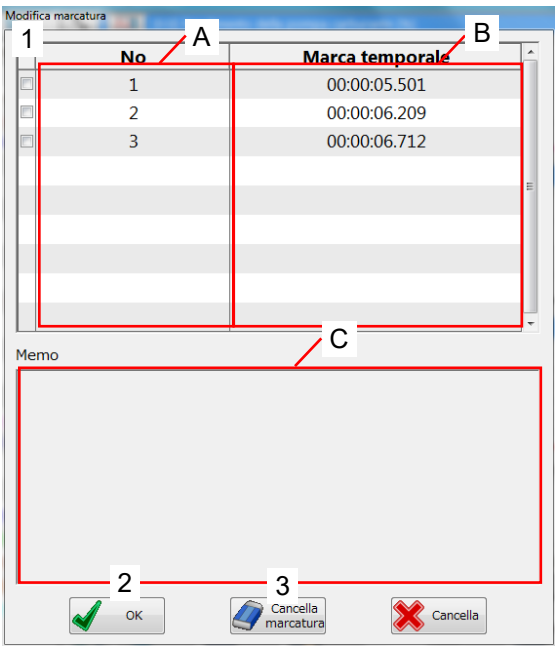 Modifica marcatura
1
A
B
No
Marca temporale
1
00:00:05.501
2
00:00:06.209
3
00:00:06.712
C
Memo
2
3
OK
Cancella
marcatura
Cancella